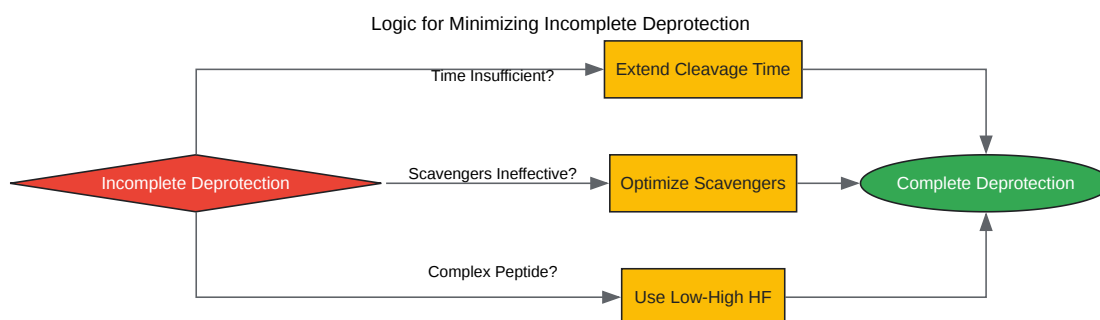 Logic for Minimizing Incomplete Deprotection
Time Insufficient?
Extend Cleavage Time
Incomplete Deprotection
Scavengers Ineffective?
Optimize Scavengers
Complete Deprotection
Complex Peptide?
Use Low-High HF